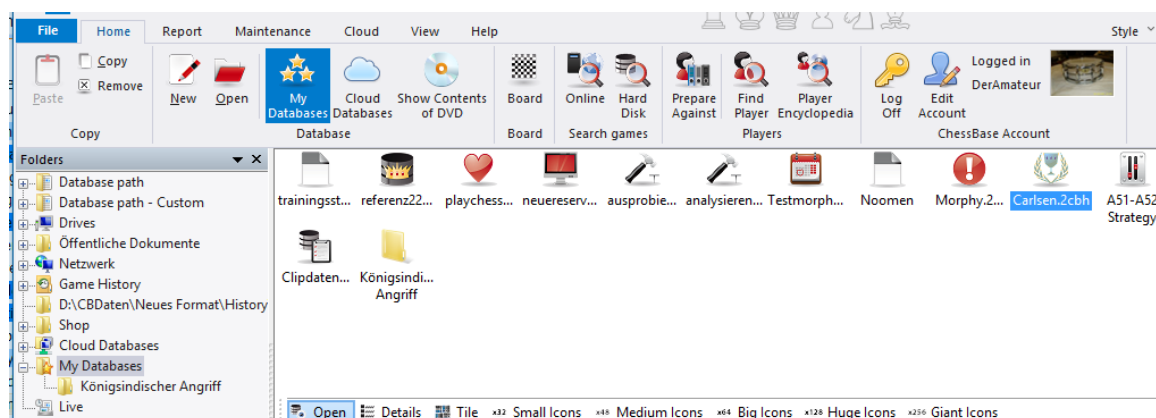 File Home Report Maintenance Cloud View Help Style
Paste Copy Remove New Open My Databases Cloud Databases Show Contents of DVD Board Online Hard Disk Prepare Against Find Player Player Encyclopedia Log Off Edit Account Logged in DerAmateur
Copy Database Board Search games Players ChessBase Account
Folders
Database path
Database path - Custom
Drives
Öffentliche Dokumente
Netzwerk
Game History
D:\CBDaten\Neues Format\History
Shop
Cloud Databases
My Databases
Königsindischer Angriff
Live
trainingsst... referenz22... playchess... neuereserv... ausprobie... analysieren... Testmorph... Noomen Morphy.2... Carlsen.2cbh A51-A52
Strategy
Clipdaten... Königsindi...
Angriff
Open Details Tile x32 Small Icons x48 Medium Icons x64 Big Icons x128 Huge Icons x256 Giant Icons